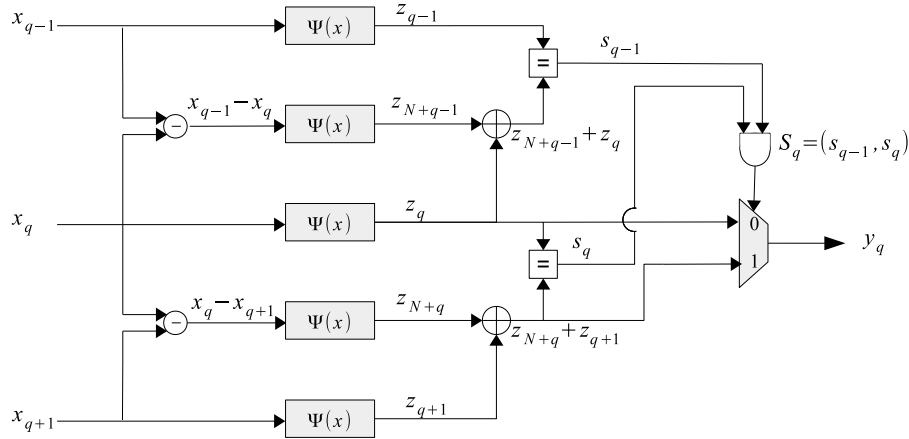 x_{q-1}
Ψ(x)
z_{q-1}
=
s_{q-1}
x_{q-1}−x_q
−
Ψ(x)
z_{N+q-1}
z_{N+q-1}+z_q
S_q=(s_{q-1},s_q)
x_q
Ψ(x)
z_q
0
y_q
s_q
=
1
x_q−x_{q+1}
−
Ψ(x)
z_{N+q}
z_{N+q}+z_{q+1}
x_{q+1}
Ψ(x)
z_{q+1}